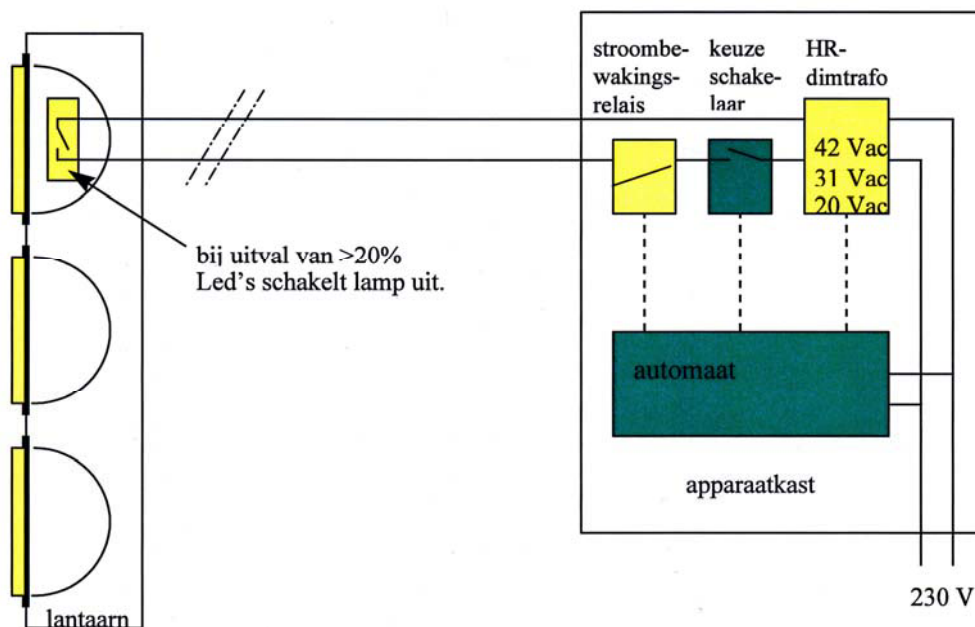 stroombe-
wakings-
relais
keuze
schake-
laar
HR-
dimtrafo
42 Vac
31 Vac
20 Vac
bij uitval van >20%
Led's schakelt lamp uit.
automaat
apparaatkast
230 V
lantaarn